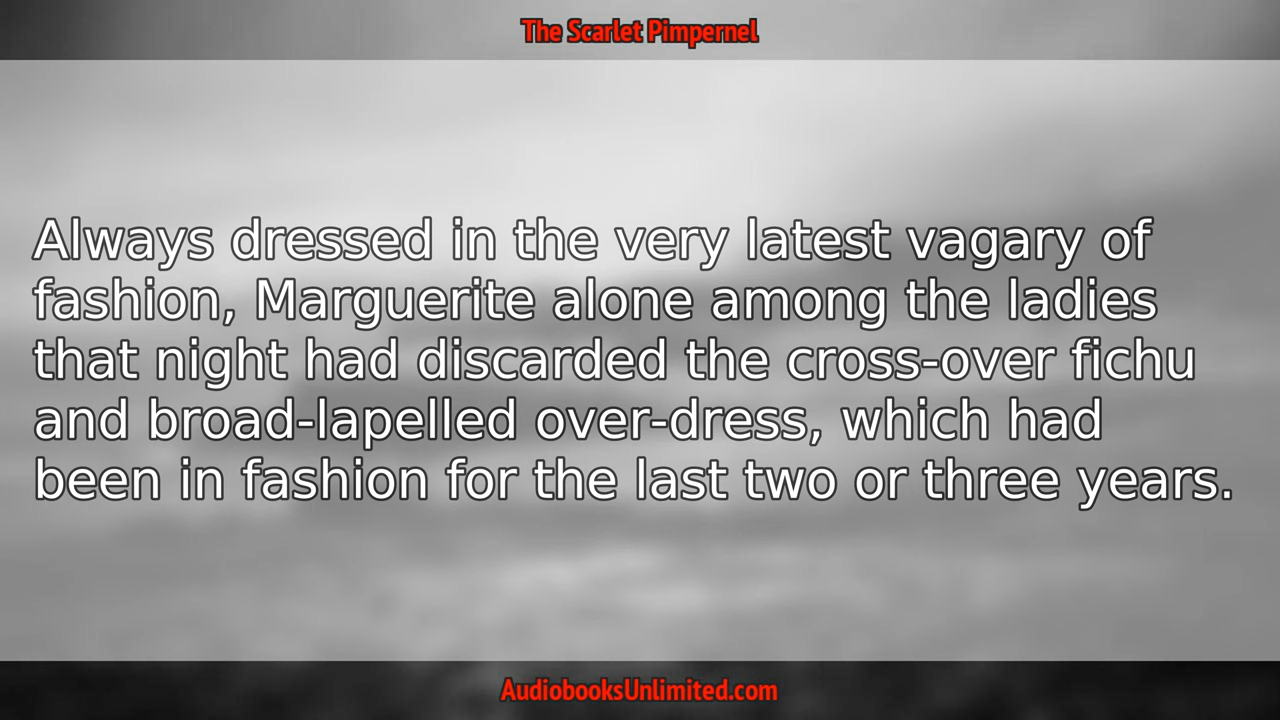 The Scarlet Pimpernel
Always dressed in the very latest vagary of
fashion, Marguerite alone among the ladies
that night had discarded the cross-over fichu
and broad-lapelled over-dress, which had
been in fashion for the last two or three years.
AudiobooksUnlimited.com